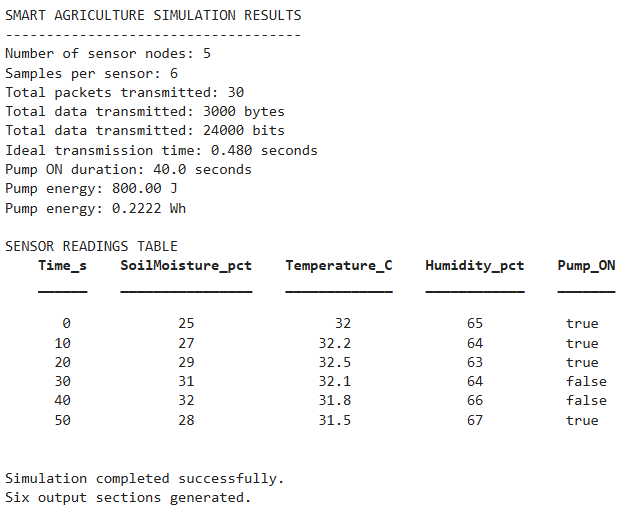 SMART AGRICULTURE SIMULATION RESULTS
------------------------------------
Number of sensor nodes: 5
Samples per sensor: 6
Total packets transmitted: 30
Total data transmitted: 3000 bytes
Total data transmitted: 24000 bits
Ideal transmission time: 0.480 seconds
Pump ON duration: 40.0 seconds
Pump energy: 800.00 J
Pump energy: 0.2222 Wh
SENSOR READINGS TABLE
Time_s SoilMoisture_pct Temperature_C Humidity_pct Pump_ON
0 25 32 65 true
10 27 32.2 64 true
20 29 32.5 63 true
30 31 32.1 64 false
40 32 31.8 66 false
50 28 31.5 67 true
Simulation completed successfully.
Six output sections generated.